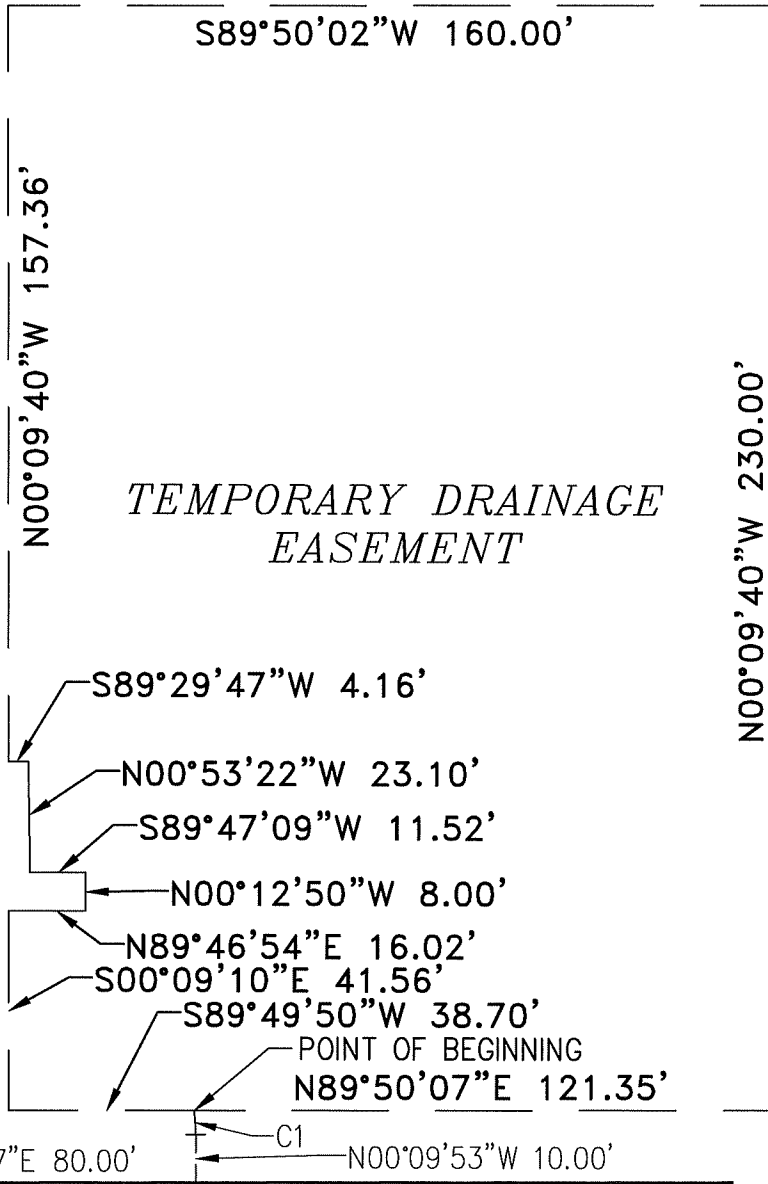 S89°50'02"W 160.00'
N00°09'40"W 157.36'
TEMPORARY DRAINAGE
EASEMENT
N00°09'40"W 230.00'
S89°29'47"W 4.16'
N00°53'22"W 23.10'
S89°47'09"W 11.52'
N00°12'50"W 8.00'
N89°46'54"E 16.02'
S00°09'10"E 41.56'
S89°49'50"W 38.70'
POINT OF BEGINNING
N89°50'07"E 121.35'
C1
7"E 80.00'
N00°09'53"W 10.00'